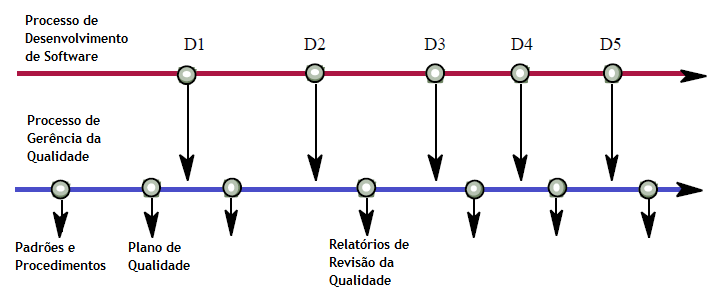 Processo de
Desenvolvimento
de Software
D1
D2
D3
D4
D5
Processo de
Gerência da
Qualidade
Padrões e
Procedimentos
Plano de
Qualidade
Relatórios de
Revisão da
Qualidade